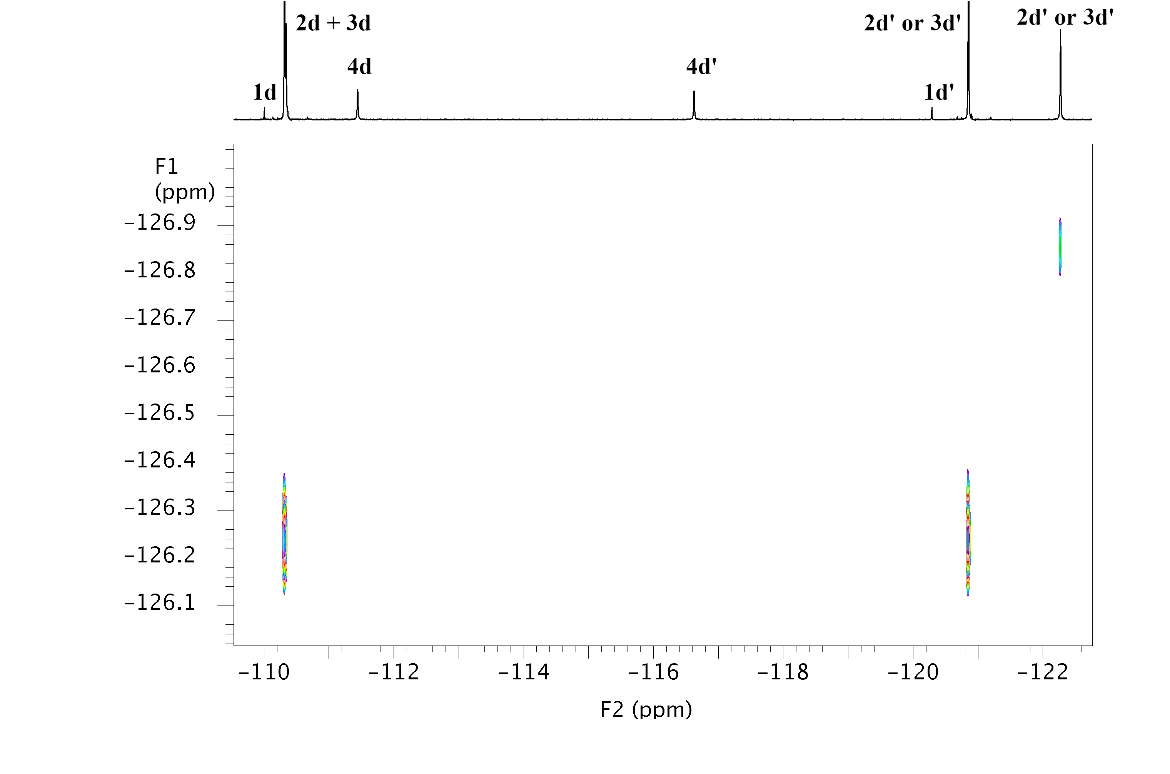 2d + 3d
2d' or 3d'
2d' or 3d'
4d
4d'
1d
1d'
F1
(ppm)
−126.9
−126.8
−126.7
−126.6
−126.5
−126.4
−126.3
−126.2
−126.1
−110
−112
−114
−116
−118
−120
−122
F2 (ppm)